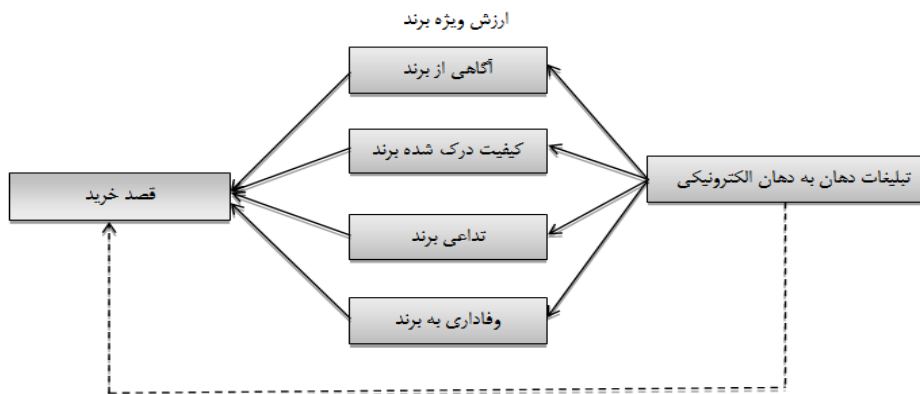 ارزش ویژه برند
آگاهی از برند
کیفیت درک شده برند
تبلیغات دهان به دهان الکترونیکی
قصد خرید
تداعی برند
وفاداری به برند